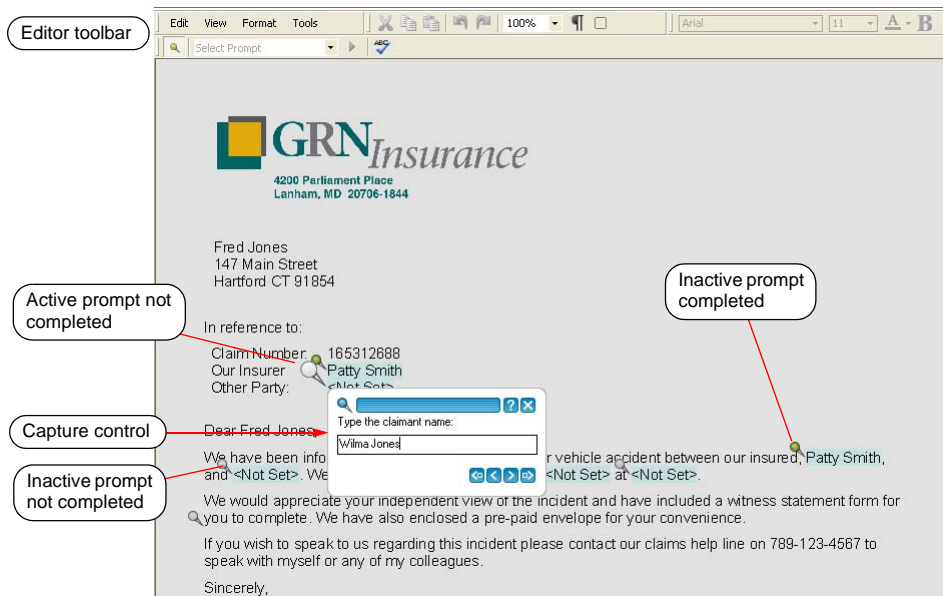 Editor toolbar
Edit View Format Tools 100% ¶ Arial 11 A B
Select Prompt ABC
GRN Insurance
4200 Parliament Place
Lanham, MD 20706-1844
Fred Jones
147 Main Street
Hartford CT 91854
Inactive prompt
completed
Active prompt not
completed
In reference to:
Claim Number: 165312688
Our Insurer Patty Smith
Other Party: <Not Set>
? X
Type the claimant name:
Capture control
Dear Fred Jones
Wilma Jones
We have been info r vehicle accident between our insured, Patty Smith,
and <Not Set>. We <Not Set> at <Not Set>.
Inactive prompt
not completed
We would appreciate your independent view of the incident and have included a witness statement form for
you to complete. We have also enclosed a pre-paid envelope for your convenience.
If you wish to speak to us regarding this incident please contact our claims help line on 789-123-4567 to
speak with myself or any of my colleagues.
Sincerely,